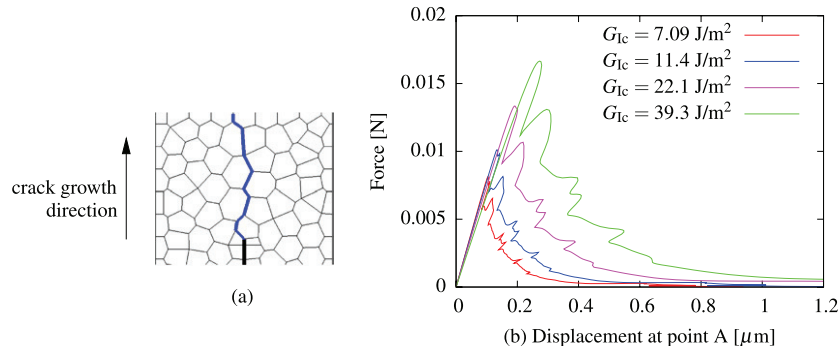 crack growth
direction
(a)
0.02
0.015
0.01
0.005
0
Force [N]
G_Ic = 7.09 J/m²
G_Ic = 11.4 J/m²
G_Ic = 22.1 J/m²
G_Ic = 39.3 J/m²
0 0.2 0.4 0.6 0.8 1.0 1.2
(b) Displacement at point A [μm]